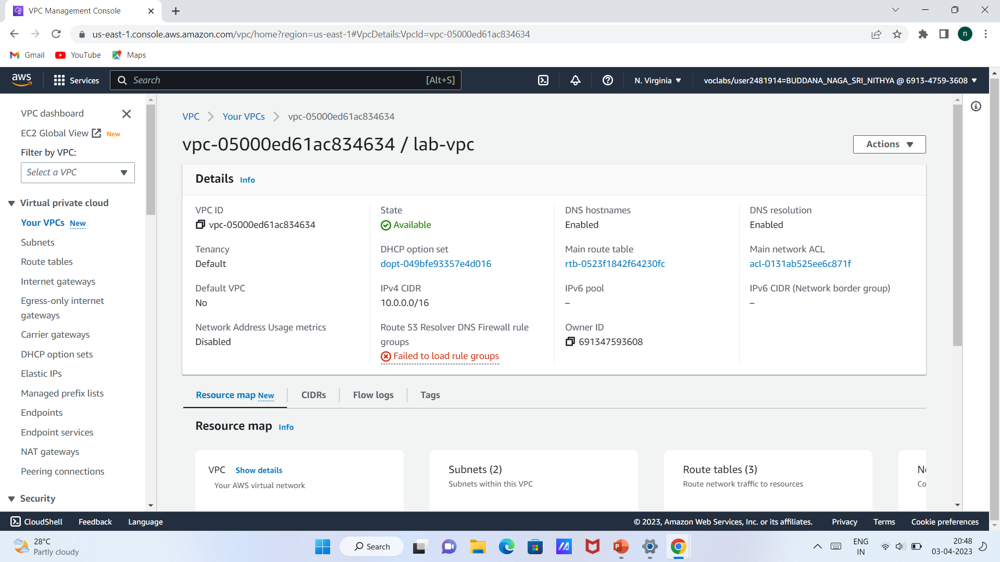 VPC Management Console
us-east-1.console.aws.amazon.com/vpc/home?region=us-east-1#VpcDetails:VpcId=vpc-05000ed61ac834634
n
Gmail
YouTube
Maps
aws
Services
Search
[Alt+S]
N. Virginia
voclabs/user2481914=BUDDANA_NAGA_SRI_NITHYA @ 6913-4759-3608
VPC dashboard
EC2 Global View New
Filter by VPC:
Select a VPC
Virtual private cloud
Your VPCs New
Subnets
Route tables
Internet gateways
Egress-only internet
gateways
Carrier gateways
DHCP option sets
Elastic IPs
Managed prefix lists
Endpoints
Endpoint services
NAT gateways
Peering connections
Security
VPC
Your VPCs
vpc-05000ed61ac834634
vpc-05000ed61ac834634 / lab-vpc
Actions
Details Info
VPC ID
vpc-05000ed61ac834634
State
Available
DNS hostnames
Enabled
DNS resolution
Enabled
Tenancy
Default
DHCP option set
dopt-049bfe93357e4d016
Main route table
rtb-0523f1842f64230fc
Main network ACL
acl-0131ab525ee6c871f
Default VPC
No
IPv4 CIDR
10.0.0.0/16
IPv6 pool
–
IPv6 CIDR (Network border group)
–
Network Address Usage metrics
Disabled
Route 53 Resolver DNS Firewall rule
groups
Failed to load rule groups
Owner ID
691347593608
Resource map New
CIDRs
Flow logs
Tags
Resource map Info
VPC Show details
Your AWS virtual network
Subnets (2)
Subnets within this VPC
Route tables (3)
Route network traffic to resources
Co
CloudShell
Feedback
Language
© 2023, Amazon Web Services, Inc. or its affiliates.
Privacy
Terms
Cookie preferences
28°C
Partly cloudy
Search
ENG
IN
20:48
03-04-2023